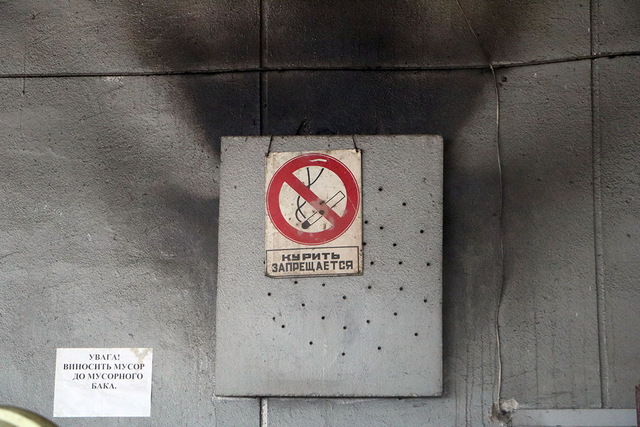 КУРИТЬ
ЗАПРЕЩАЕТСЯ
УВАГА!
ВИНОСИТЬ МУСОР
ДО МУСОРНОГО
БАКА.